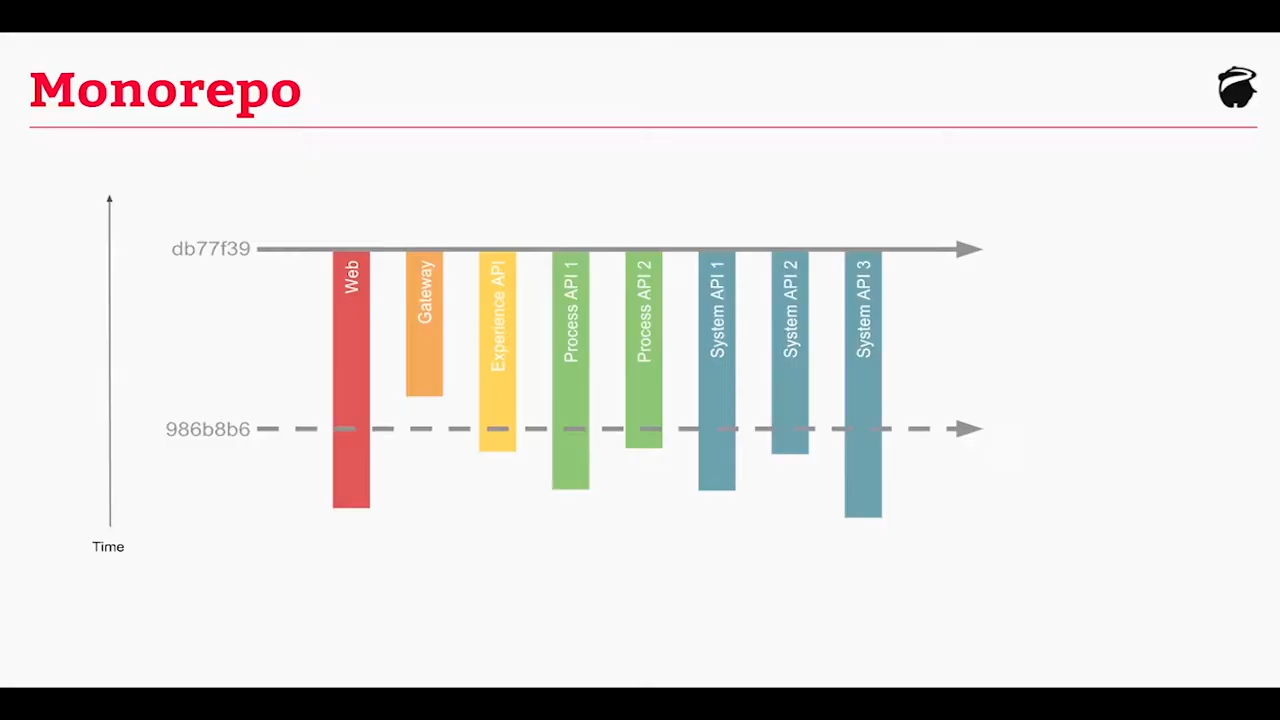 Monorepo
db77f39
Web
Gateway
Experience API
Process API 1
Process API 2
System API 1
System API 2
System API 3
986b8b6
Time